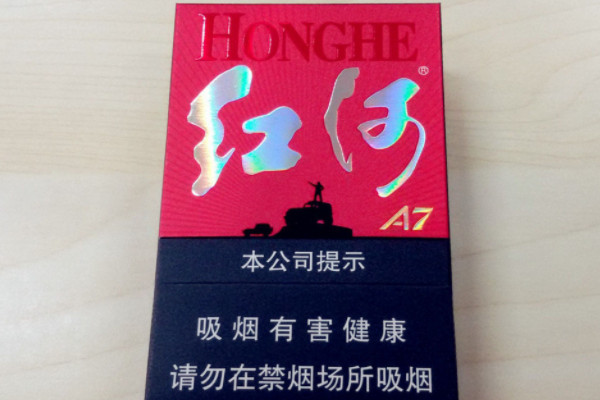 HONGHE
红河®
A7
本公司提示
吸烟有害健康
请勿在禁烟场所吸烟